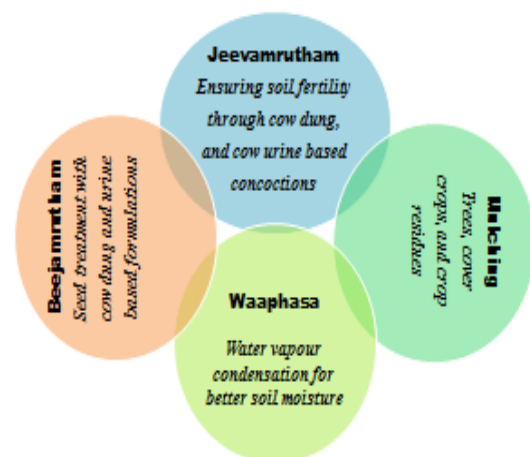 Jeevamrutham
Ensuring soil fertility
through cow dung,
and cow urine based
concoctions
Beejamrutham
Seed treatment with
cow dung and urine
based formulations
Mulching
Trees, cover
crops, and crop
residues
Waaphasa
Water vapour
condensation for
better soil moisture